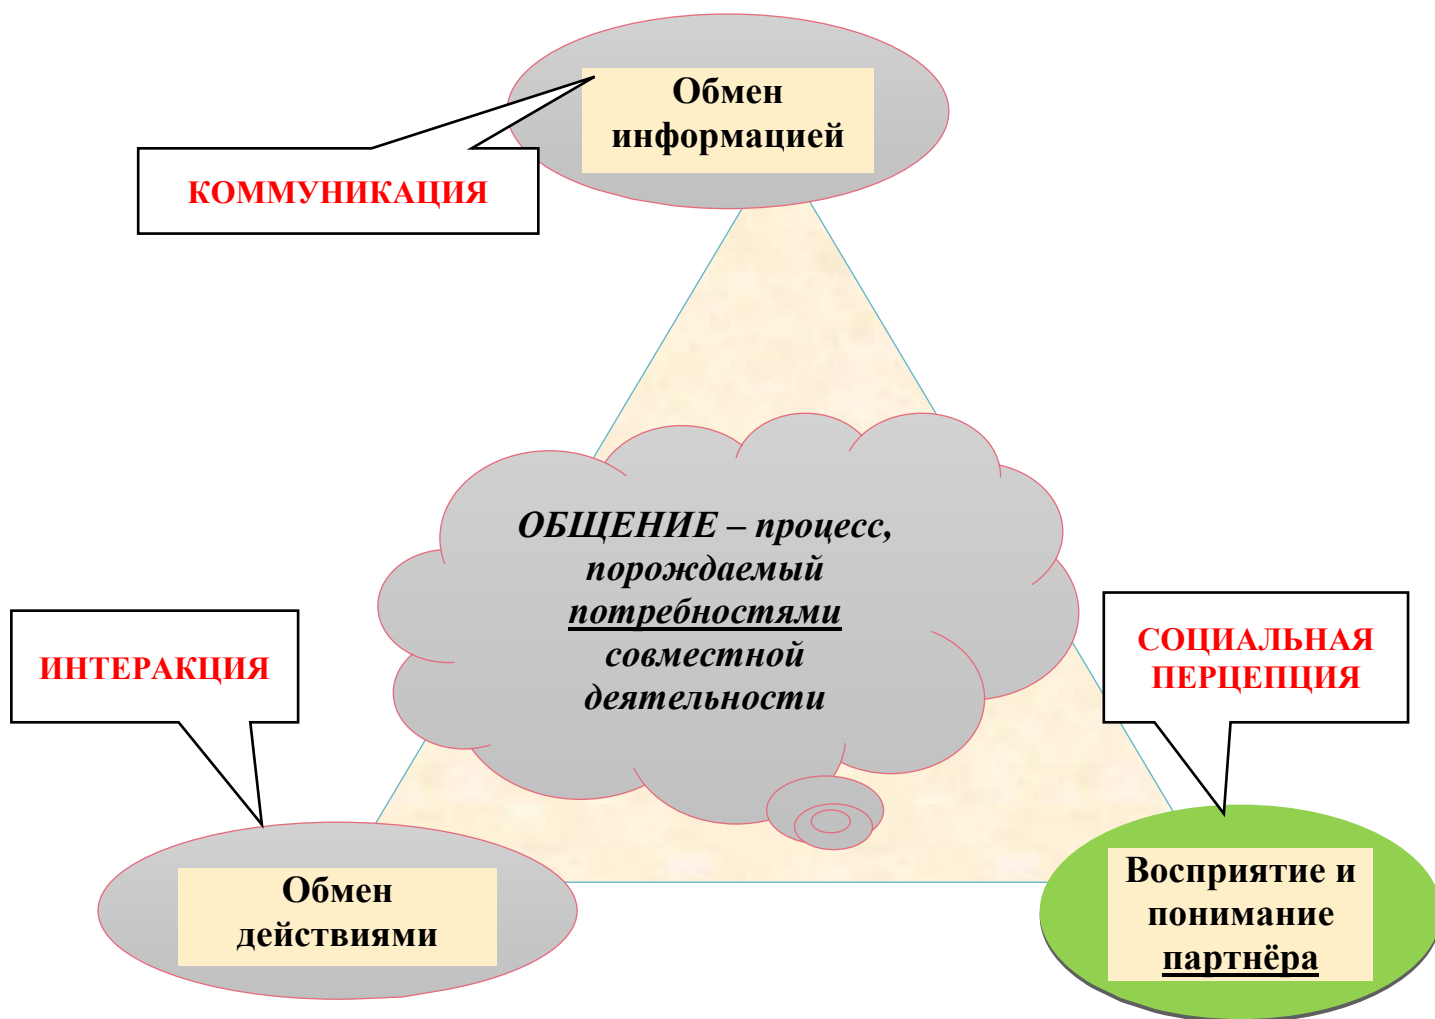 Обмен
информацией
КОММУНИКАЦИЯ
ОБЩЕНИЕ – процесс,
порождаемый
потребностями
совместной
деятельности
ИНТЕРАКЦИЯ
СОЦИАЛЬНАЯ
ПЕРЦЕПЦИЯ
Обмен
действиями
Восприятие и
понимание
партнёра